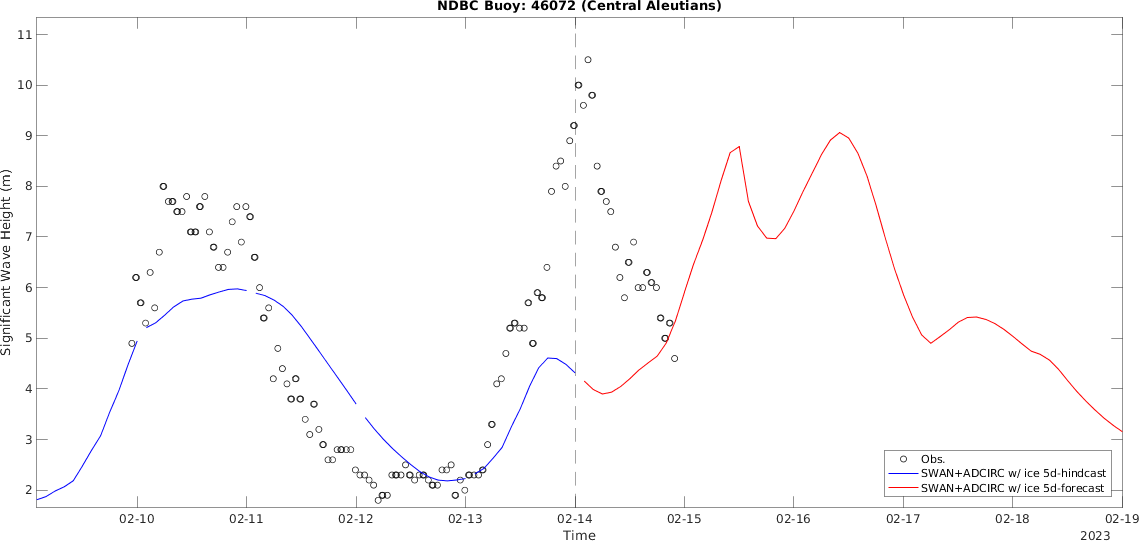 NDBC Buoy: 46072 (Central Aleutians)
Significant Wave Height (m)
11
10
9
8
7
6
5
4
3
2
Obs.
SWAN+ADCIRC w/ ice 5d-hindcast
SWAN+ADCIRC w/ ice 5d-forecast
02-10 02-11 02-12 02-13 02-14 02-15 02-16 02-17 02-18 02-19
Time
2023